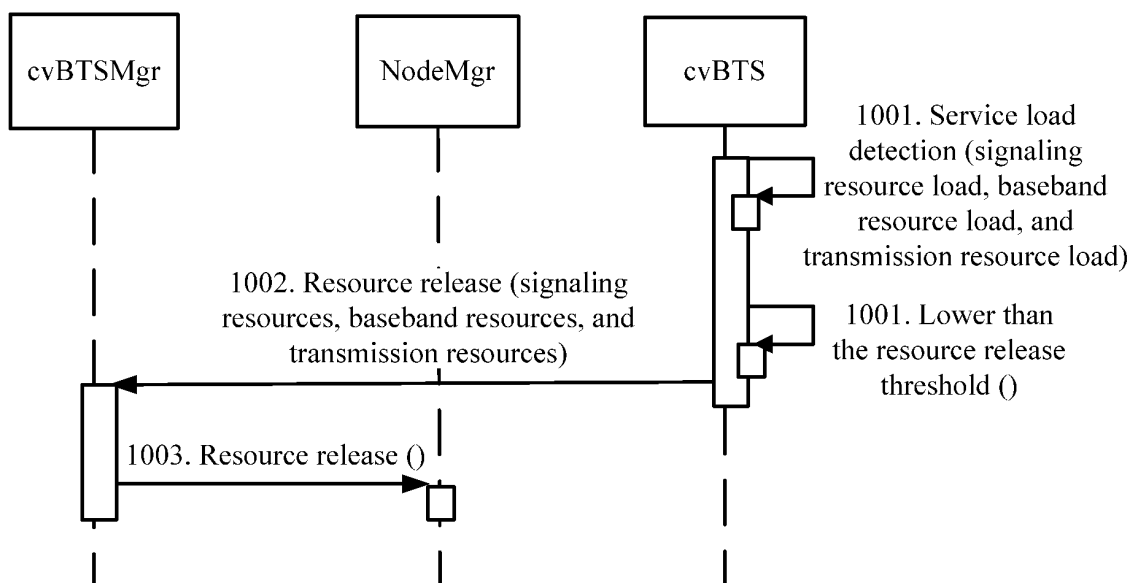 cvBTSMgr
NodeMgr
cvBTS
1001. Service load
detection (signaling
resource load, baseband
resource load, and
transmission resource load)
1002. Resource release (signaling
resources, baseband resources, and
transmission resources)
1001. Lower than
the resource release
threshold ()
1003. Resource release ()